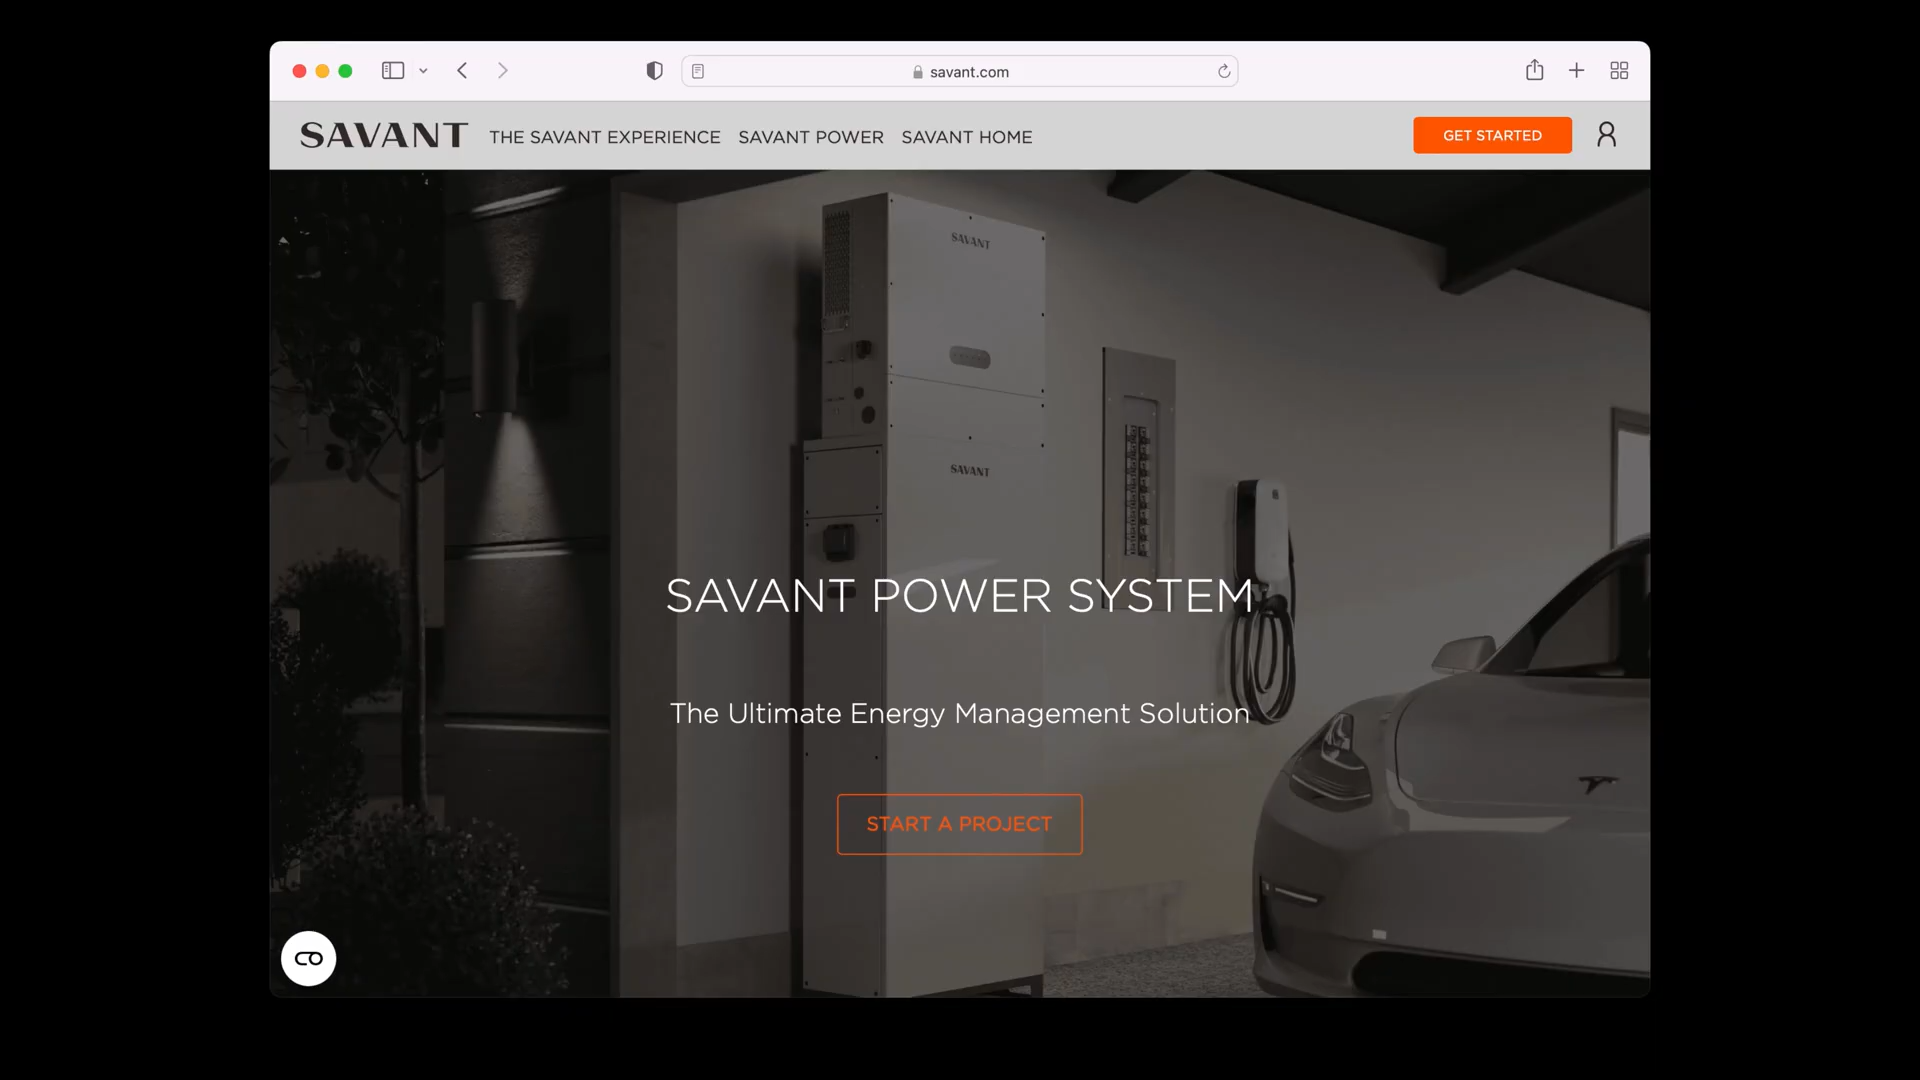 savant.com
SAVANT THE SAVANT EXPERIENCE SAVANT POWER SAVANT HOME GET STARTED
SAVANT
SAVANT
SAVANT POWER SYSTEM
The Ultimate Energy Management Solution
START A PROJECT